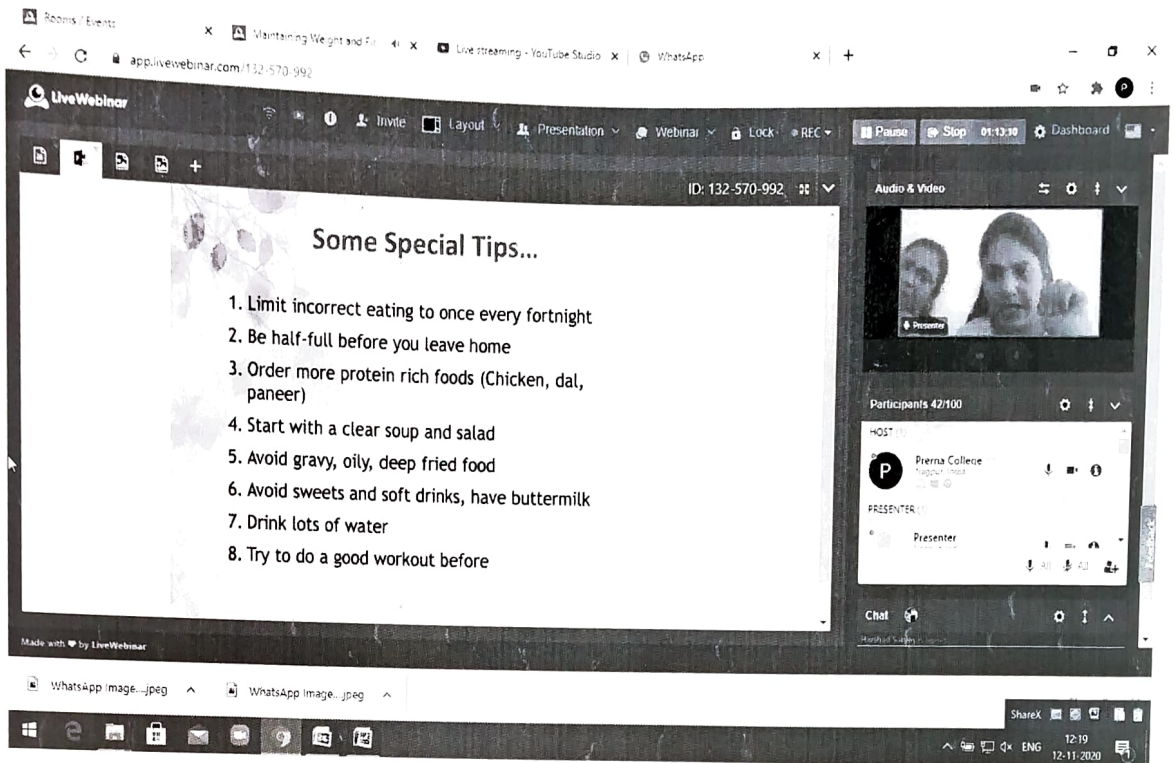 Rooms / Events
Maintaining Weight and Fit
Live streaming - YouTube Studio
WhatsApp
app.livewebinar.com/132-570-992
LiveWebinar
Invite
Layout
Presentation
Webinar
Lock
REC
Pause
Stop
01:13:10
Dashboard
ID: 132-570-992
Audio & Video
Some Special Tips...
1. Limit incorrect eating to once every fortnight
2. Be half-full before you leave home
3. Order more protein rich foods (Chicken, dal,
paneer)
4. Start with a clear soup and salad
5. Avoid gravy, oily, deep fried food
6. Avoid sweets and soft drinks, have buttermilk
7. Drink lots of water
8. Try to do a good workout before
Presenter
Participants 42/100
HOST
P
Prerna College
Nagpur, India
PRESENTER
Presenter
All
All
Chat
Made with ❤ by LiveWebinar
WhatsApp Image...jpeg
WhatsApp Image...jpeg
ShareX
ENG
12:19
12-11-2020